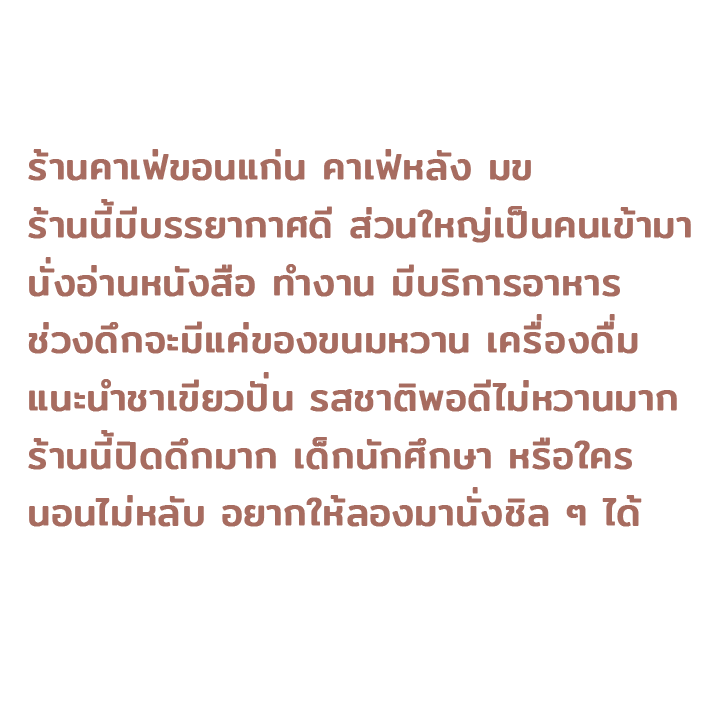 ร้านคาเฟ่ขอนแก่น คาเฟ่หลัง มข
ร้านนี้มีบรรยากาศดี ส่วนใหญ่เป็นคนเข้ามา
นั่งอ่านหนังสือ ทำงาน มีบริการอาหาร
ช่วงดึกจะมีแค่ของขนมหวาน เครื่องดื่ม
แนะนำชาเขียวปั่น รสชาติพอดีไม่หวานมาก
ร้านนี้ปิดดึกมาก เด็กนักศึกษา หรือใคร
นอนไม่หลับ อยากให้ลองมานั่งชิล ๆ ได้